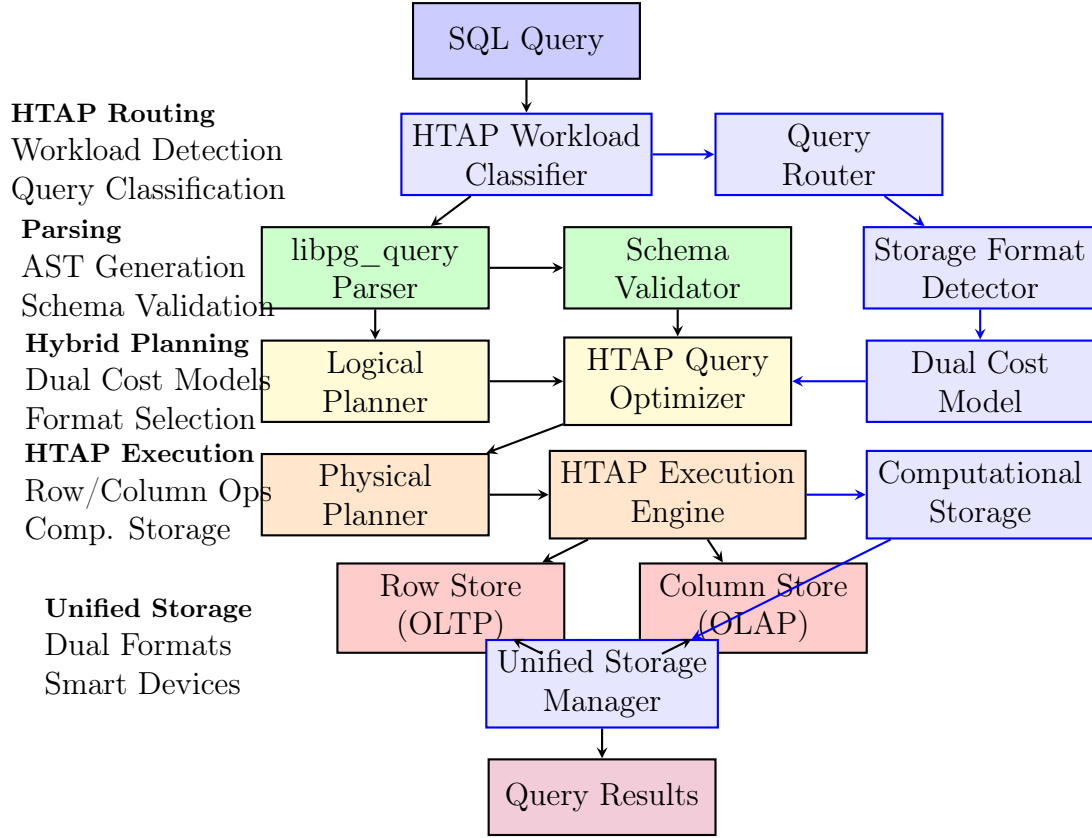 SQL Query
HTAP Routing
Workload Detection
Query Classification
HTAP Workload
Classifier
Query
Router
Parsing
AST Generation
Schema Validation
libpg_query
Parser
Schema
Validator
Storage Format
Detector
Hybrid Planning
Dual Cost Models
Format Selection
Logical
Planner
HTAP Query
Optimizer
Dual Cost
Model
HTAP Execution
Row/Column Ops
Comp. Storage
Physical
Planner
HTAP Execution
Engine
Computational
Storage
Row Store
(OLTP)
Column Store
(OLAP)
Unified Storage
Dual Formats
Smart Devices
Unified Storage
Manager
Query Results